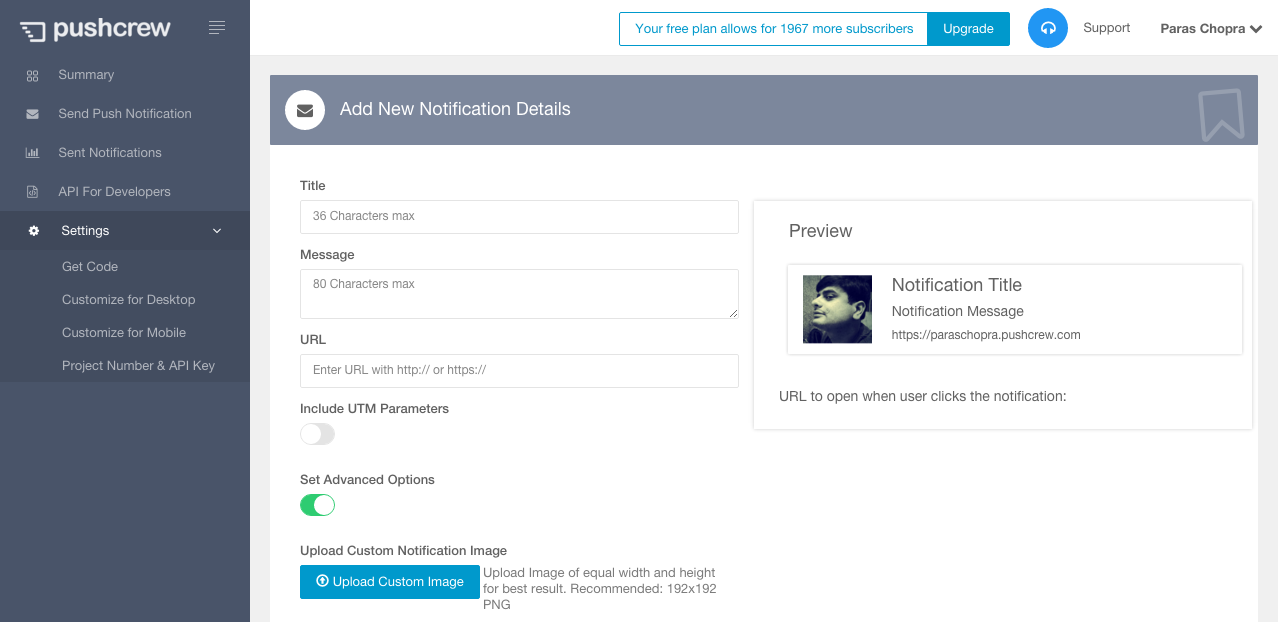 pushcrew
Your free plan allows for 1967 more subscribers
Upgrade
Support
Paras Chopra
Summary
Send Push Notification
Sent Notifications
API For Developers
Settings
Get Code
Customize for Desktop
Customize for Mobile
Project Number & API Key
Add New Notification Details
Title
36 Characters max
Message
80 Characters max
URL
Enter URL with http:// or https://
Include UTM Parameters
Set Advanced Options
Upload Custom Notification Image
Upload Custom Image
Upload Image of equal width and height
for best result. Recommended: 192x192
PNG
Preview
Notification Title
Notification Message
https://paraschopra.pushcrew.com
URL to open when user clicks the notification: